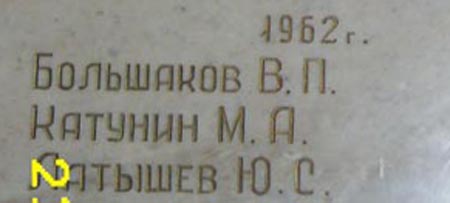 1962 г.
Большаков В. П.
Катунин М. А.
Латышев Ю. С.